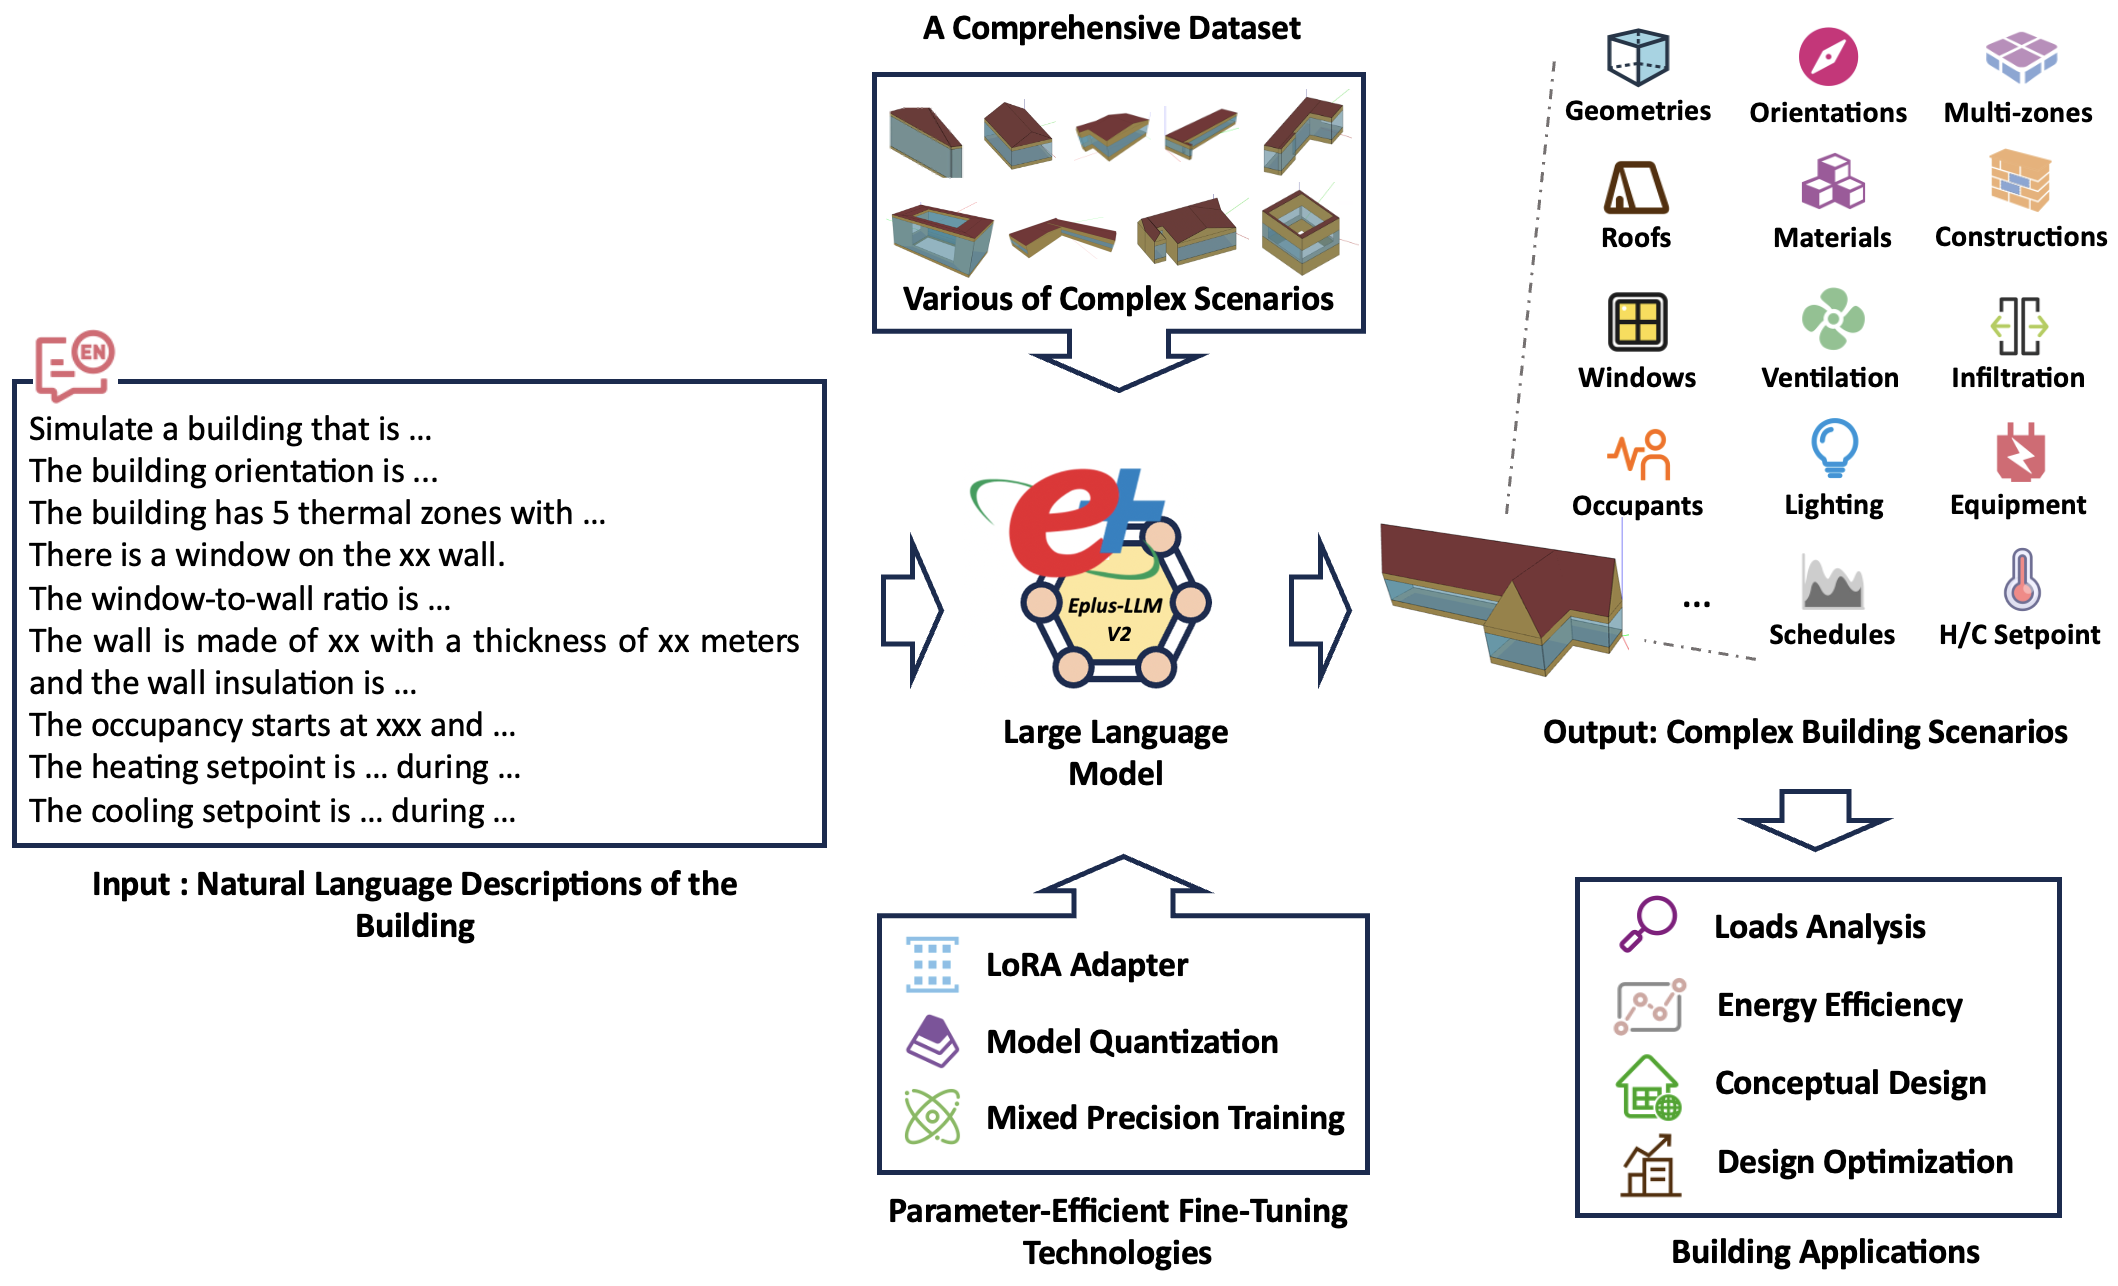 A Comprehensive Dataset
Various of Complex Scenarios
EN
Simulate a building that is ...
The building orientation is ...
The building has 5 thermal zones with ...
There is a window on the xx wall.
The window-to-wall ratio is ...
The wall is made of xx with a thickness of xx meters
and the wall insulation is ...
The occupancy starts at xxx and ...
The heating setpoint is ... during ...
The cooling setpoint is ... during ...
Input : Natural Language Descriptions of the
Building
e+
Eplus-LLM
V2
Large Language
Model
LoRA Adapter
Model Quantization
Mixed Precision Training
Parameter-Efficient Fine-Tuning
Technologies
Geometries Orientations Multi-zones
Roofs Materials Constructions
Windows Ventilation Infiltration
Occupants Lighting Equipment
... Schedules H/C Setpoint
Output: Complex Building Scenarios
Loads Analysis
Energy Efficiency
Conceptual Design
Design Optimization
Building Applications